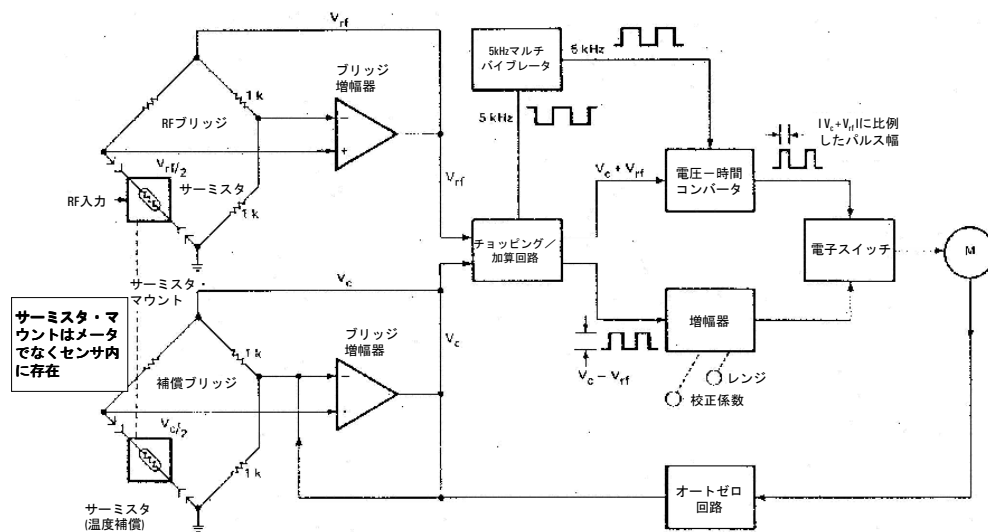 Vrf
ブリッジ
増幅器
1k
RFブリッジ
−
+
Vrf/2
サーミスタ
RF入力
1k
Vrf
サーミスタ・
マウント
サーミスタ・マ
ウントはメータ
でなくセンサ内
に存在
5kHzマルチ
バイブレータ
5 kHz
5 kHz
チョッピング／
加算回路
Vc + Vrf
電圧−時間
コンバータ
|Vc+Vrf|に比例
したパルス幅
電子スイッチ
M
増幅器
Vc − Vrf
レンジ
校正係数
Vc
ブリッジ
増幅器
1k
補償ブリッジ
−
Vc/2
1k
Vc
サーミスタ
(温度補償)
オートゼロ
回路